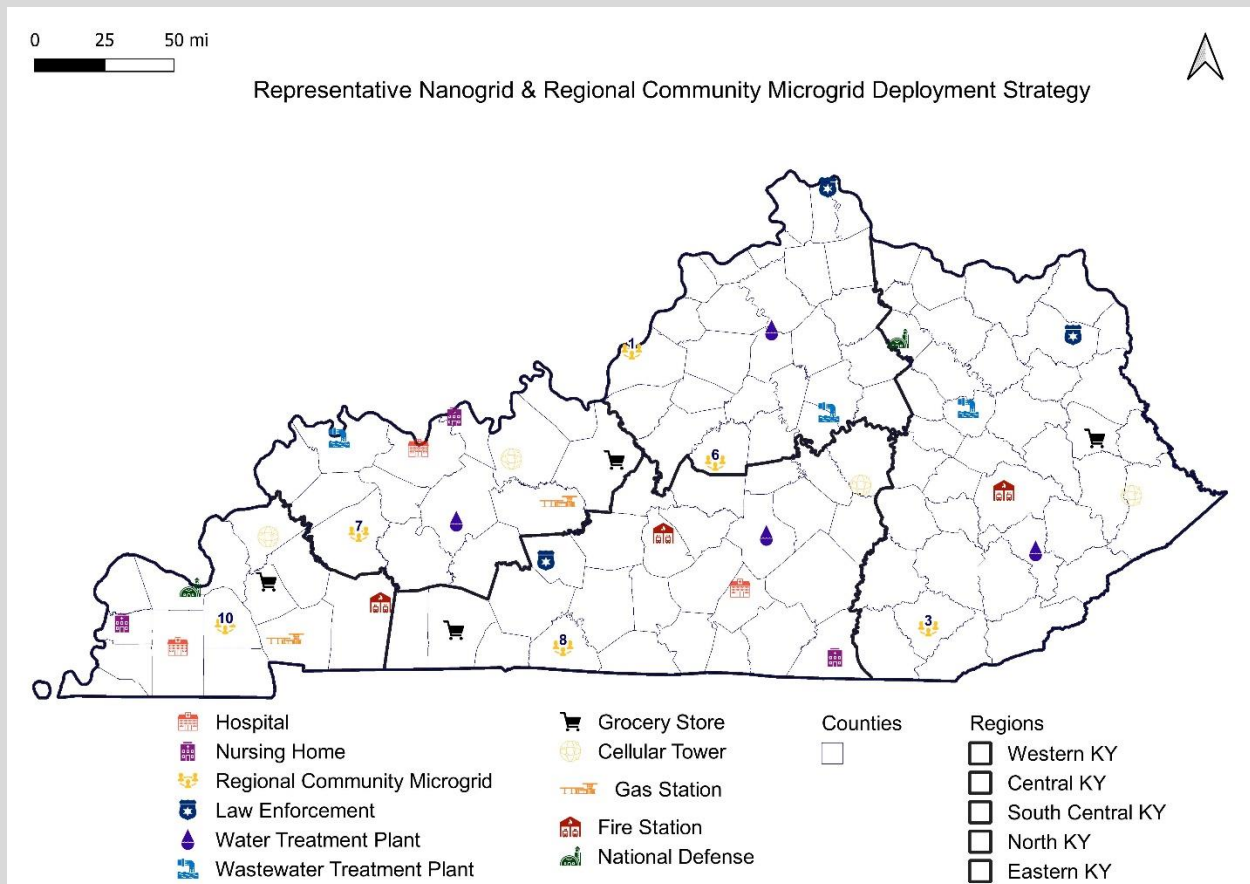 0 25 50 mi
Representative Nanogrid & Regional Community Microgrid Deployment Strategy
1
6
7
10
8
3
Hospital
Nursing Home
Regional Community Microgrid
Law Enforcement
Water Treatment Plant
Wastewater Treatment Plant
Grocery Store
Cellular Tower
Gas Station
Fire Station
National Defense
Counties
Regions
Western KY
Central KY
South Central KY
North KY
Eastern KY